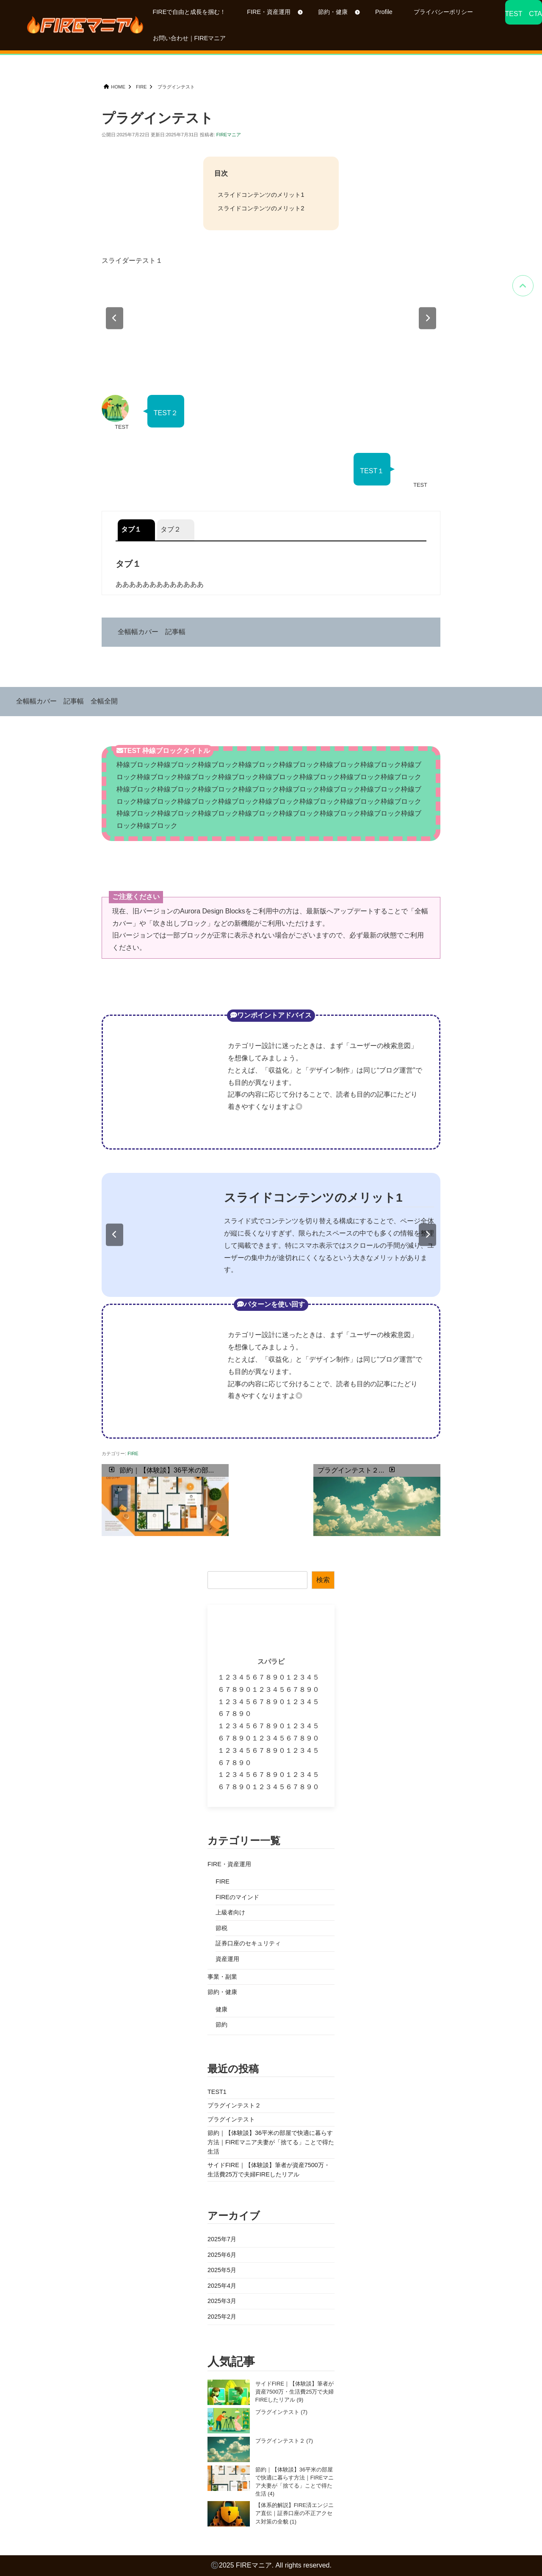 FIREマニア
FIREで自由と成長を掴む！
FIRE・資産運用
節約・健康
Profile
プライバシーポリシー
お問い合わせ｜FIREマニア
TEST　CTA
HOME
FIRE
プラグインテスト
プラグインテスト
公開日:2025年7月22日 更新日:2025年7月31日 投稿者: FIREマニア
目次
スライドコンテンツのメリット1
スライドコンテンツのメリット2
スライダーテスト１
TEST２
TEST
TEST１
TEST
タブ１
タブ２
タブ１
あああああああああああああ
全幅幅カバー　記事幅
全幅幅カバー　記事幅　全幅全開
TEST 枠線ブロックタイトル
枠線ブロック枠線ブロック枠線ブロック枠線ブロック枠線ブロック枠線ブロック枠線ブロック枠線ブ
ロック枠線ブロック枠線ブロック枠線ブロック枠線ブロック枠線ブロック枠線ブロック枠線ブロック
枠線ブロック枠線ブロック枠線ブロック枠線ブロック枠線ブロック枠線ブロック枠線ブロック枠線ブ
ロック枠線ブロック枠線ブロック枠線ブロック枠線ブロック枠線ブロック枠線ブロック枠線ブロック
枠線ブロック枠線ブロック枠線ブロック枠線ブロック枠線ブロック枠線ブロック枠線ブロック枠線ブ
ロック枠線ブロック
ご注意ください
現在、旧バージョンのAurora Design Blocksをご利用中の方は、最新版へアップデートすることで「全幅
カバー」や「吹き出しブロック」などの新機能がご利用いただけます。
旧バージョンでは一部ブロックが正常に表示されない場合がございますので、必ず最新の状態でご利用
ください。
ワンポイントアドバイス
カテゴリー設計に迷ったときは、まず「ユーザーの検索意図」
を想像してみましょう。
たとえば、「収益化」と「デザイン制作」は同じ“ブログ運営”で
も目的が異なります。
記事の内容に応じて分けることで、読者も目的の記事にたどり
着きやすくなりますよ◎
スライドコンテンツのメリット1
スライド式でコンテンツを切り替える構成にすることで、ページ全体
が縦に長くなりすぎず、限られたスペースの中でも多くの情報を
して掲載できます。特にスマホ表示ではスクロールの手間が減り、ユ
ーザーの集中力が途切れにくくなるという大きなメリットがありま
す。
パターンを使い回す
カテゴリー設計に迷ったときは、まず「ユーザーの検索意図」
を想像してみましょう。
たとえば、「収益化」と「デザイン制作」は同じ“ブログ運営”で
も目的が異なります。
記事の内容に応じて分けることで、読者も目的の記事にたどり
着きやすくなりますよ◎
カテゴリー: FIRE
節約｜【体験談】36平米の部...
プラグインテスト２...
検索
スパラビ
１２３４５６７８９０１２３４５
６７８９０１２３４５６７８９０
１２３４５６７８９０１２３４５
６７８９０
１２３４５６７８９０１２３４５
６７８９０１２３４５６７８９０
１２３４５６７８９０１２３４５
６７８９０
１２３４５６７８９０１２３４５
６７８９０１２３４５６７８９０
カテゴリー一覧
FIRE・資産運用
FIRE
FIREのマインド
上級者向け
節税
証券口座のセキュリティ
資産運用
事業・副業
節約・健康
健康
節約
最近の投稿
TEST1
プラグインテスト２
プラグインテスト
節約｜【体験談】36平米の部屋で快適に暮らす
方法｜FIREマニア夫妻が「捨てる」ことで得た
生活
サイドFIRE｜【体験談】筆者が資産7500万・
生活費25万で夫婦FIREしたリアル
アーカイブ
2025年7月
2025年6月
2025年5月
2025年4月
2025年3月
2025年2月
人気記事
サイドFIRE｜【体験談】筆者が
資産7500万・生活費25万で夫婦
FIREしたリアル (9)
プラグインテスト (7)
プラグインテスト２ (7)
節約｜【体験談】36平米の部屋
で快適に暮らす方法｜FIREマニ
ア夫妻が「捨てる」ことで得た
生活 (4)
【体系的解説】FIRE済エンジニ
ア直伝｜証券口座の不正アクセ
ス対策の全貌 (1)
©2025 FIREマニア. All rights reserved.